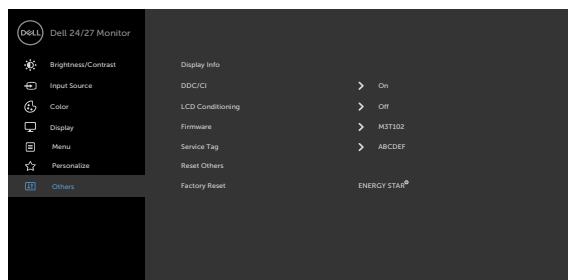 DELL Dell 24/27 Monitor
Brightness/Contrast Display Info
Input Source DDC/CI > On
Color LCD Conditioning > Off
Display Firmware > M3T102
Menu Service Tag > ABCDEF
Personalize Reset Others
Others Factory Reset ENERGY STAR®